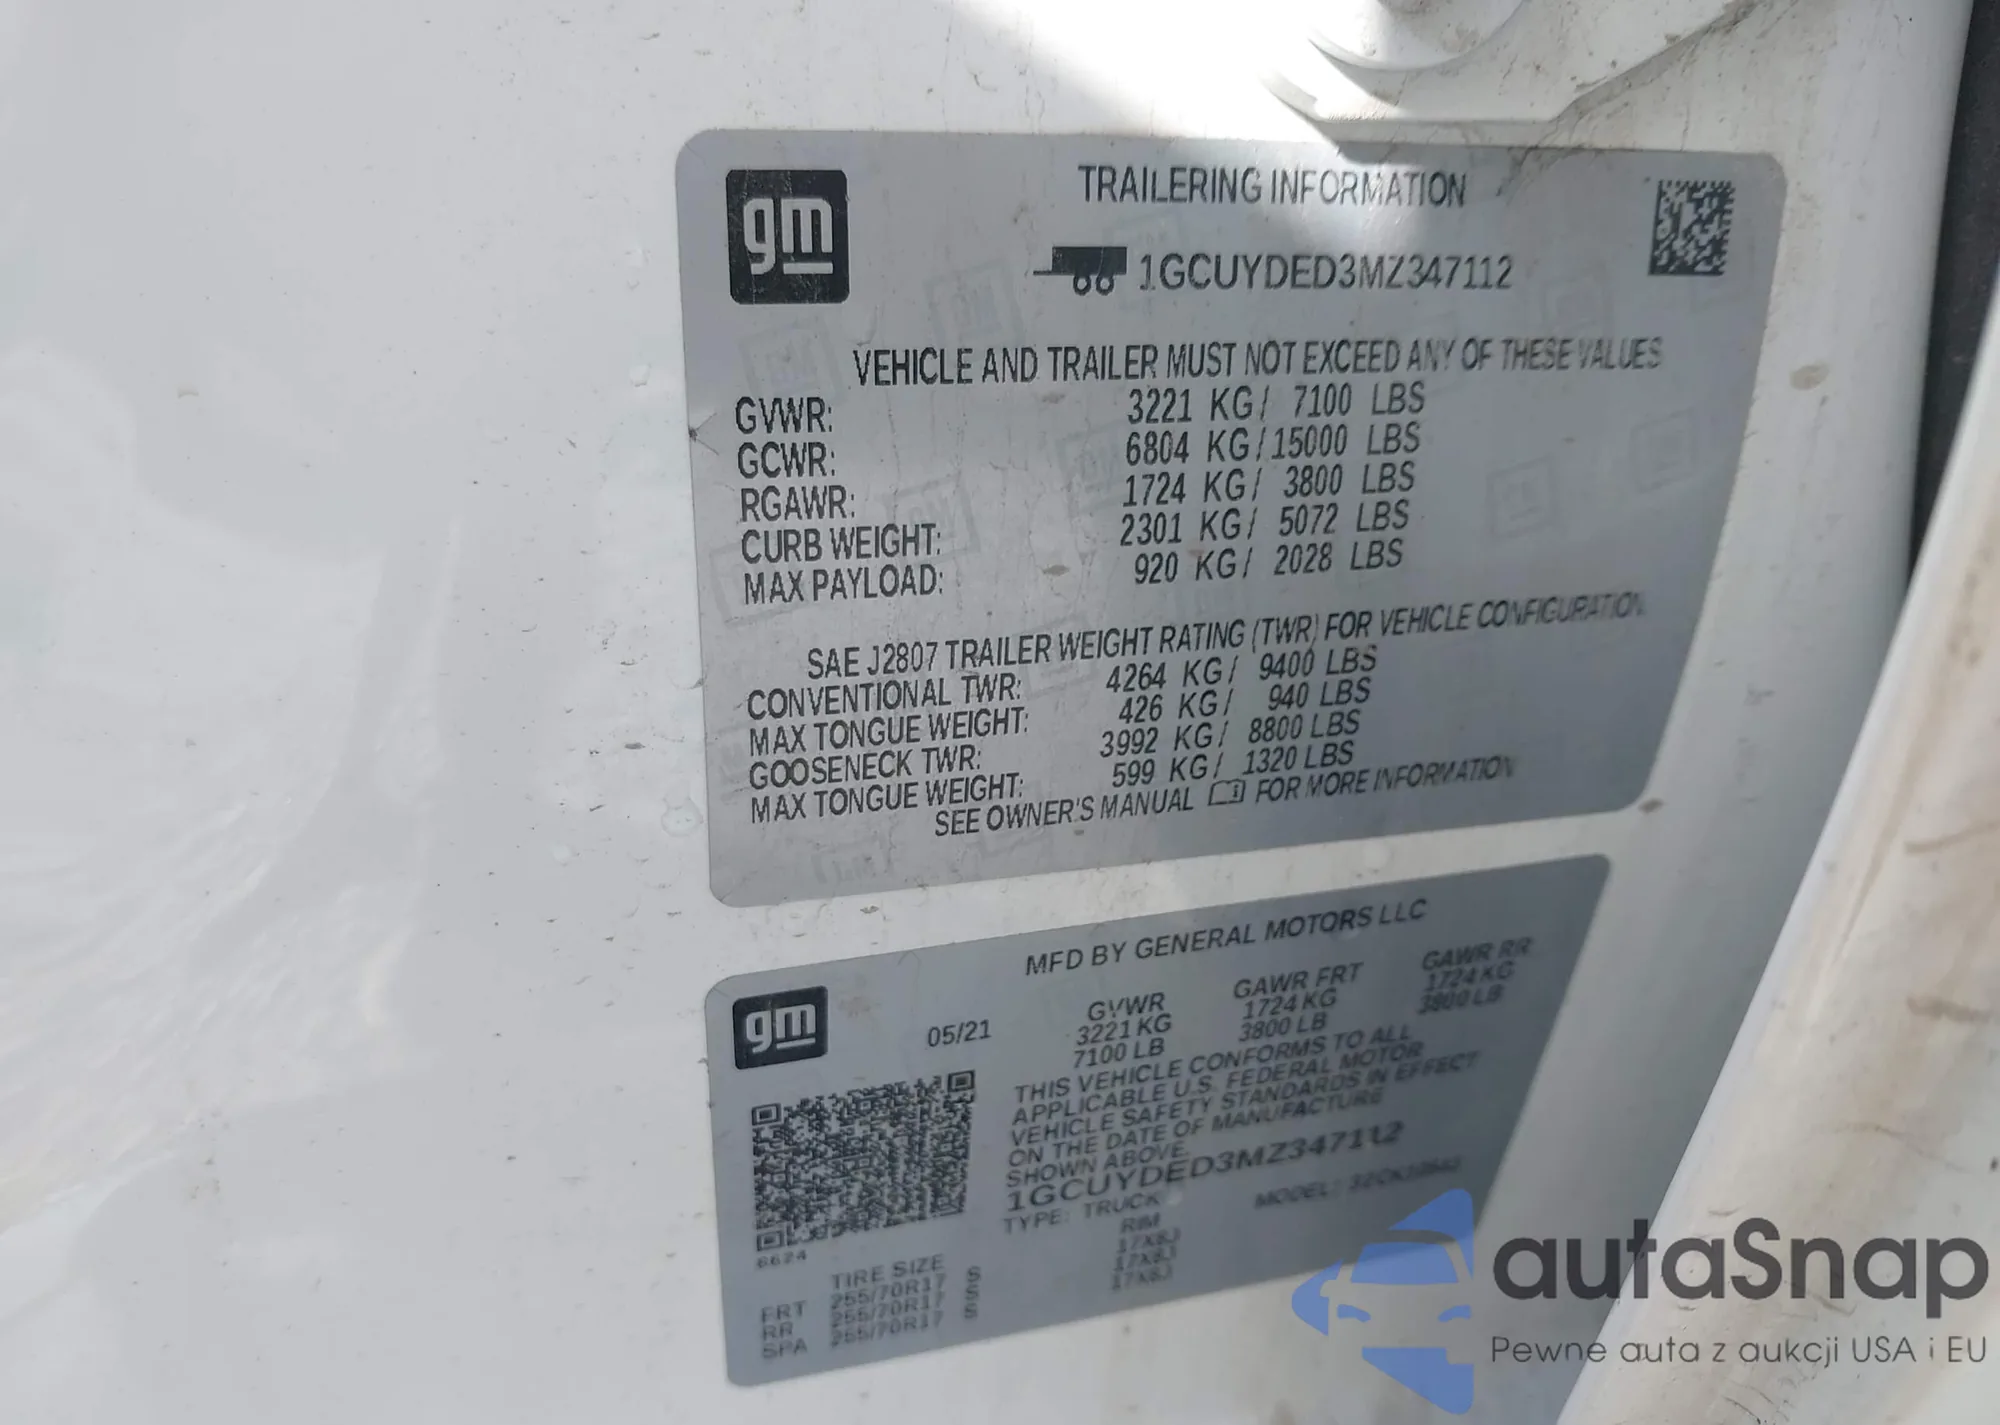 gm
TRAILERING INFORMATION
1GCUYDED3MZ347112
VEHICLE AND TRAILER MUST NOT EXCEED ANY OF THESE VALUES
GVWR: 3221 KG/ 7100 LBS
GCWR: 6804 KG/15000 LBS
RGAWR: 1724 KG/ 3800 LBS
CURB WEIGHT: 2301 KG/ 5072 LBS
MAX PAYLOAD: 920 KG/ 2028 LBS
SAE J2807 TRAILER WEIGHT RATING (TWR) FOR VEHICLE CONFIGURATION
CONVENTIONAL TWR: 4264 KG/ 9400 LBS
MAX TONGUE WEIGHT: 426 KG/ 940 LBS
GOOSENECK TWR: 3992 KG/ 8800 LBS
MAX TONGUE WEIGHT: 599 KG/ 1320 LBS
SEE OWNER'S MANUAL FOR MORE INFORMATION
MFD BY GENERAL MOTORS LLC
gm
05/21
GVWR GAWR FRT GAWR RR
3221 KG 1724 KG 1724 KG
7100 LB 3800 LB 3800 LB
THIS VEHICLE CONFORMS TO ALL
APPLICABLE U.S. FEDERAL MOTOR
VEHICLE SAFETY STANDARDS IN EFFECT
ON THE DATE OF MANUFACTURE
SHOWN ABOVE.
1GCUYDED3MZ347112
TYPE: TRUCK MODEL:
6624
TIRE SIZE RIM
FRT 255/70R17 S 17X8J
RR 255/70R17 S 17X8J
SPA 255/70R17 S 17X8J
autaSnap
Pewne auta z aukcji USA i EU